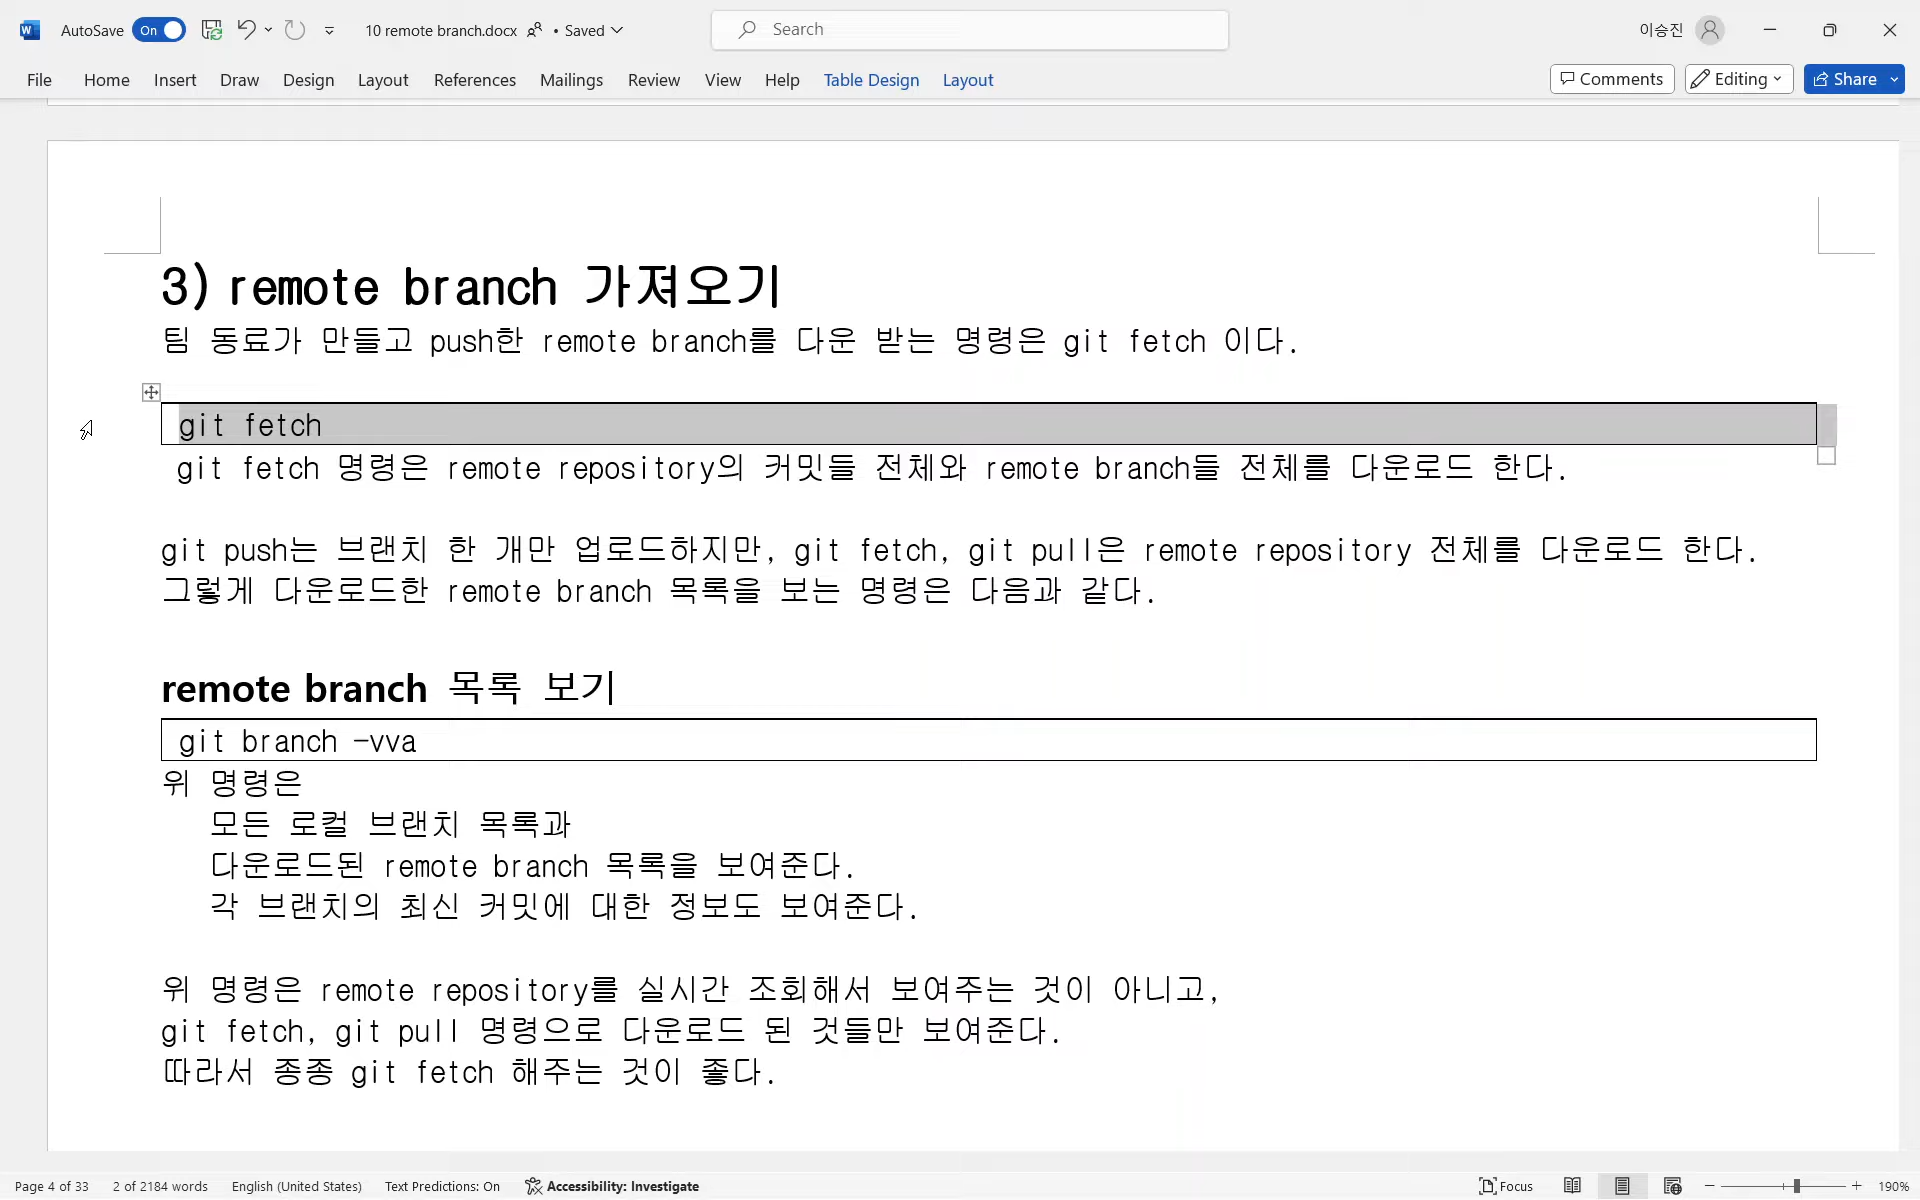 AutoSave On 10 remote branch.docx • Saved Search 이승진
File Home Insert Draw Design Layout References Mailings Review View Help Table Design Layout Comments Editing Share
3) remote branch 가져오기
팀 동료가 만들고 push한 remote branch를 다운 받는 명령은 git fetch 이다.
git fetch
git fetch 명령은 remote repository의 커밋들 전체와 remote branch들 전체를 다운로드 한다.
git push는 브랜치 한 개만 업로드하지만, git fetch, git pull은 remote repository 전체를 다운로드 한다.
그렇게 다운로드한 remote branch 목록을 보는 명령은 다음과 같다.
remote branch 목록 보기
git branch -vva
위 명령은
모든 로컬 브랜치 목록과
다운로드된 remote branch 목록을 보여준다.
각 브랜치의 최신 커밋에 대한 정보도 보여준다.
위 명령은 remote repository를 실시간 조회해서 보여주는 것이 아니고,
git fetch, git pull 명령으로 다운로드 된 것들만 보여준다.
따라서 종종 git fetch 해주는 것이 좋다.
Page 4 of 33 2 of 2184 words English (United States) Text Predictions: On Accessibility: Investigate Focus 190%